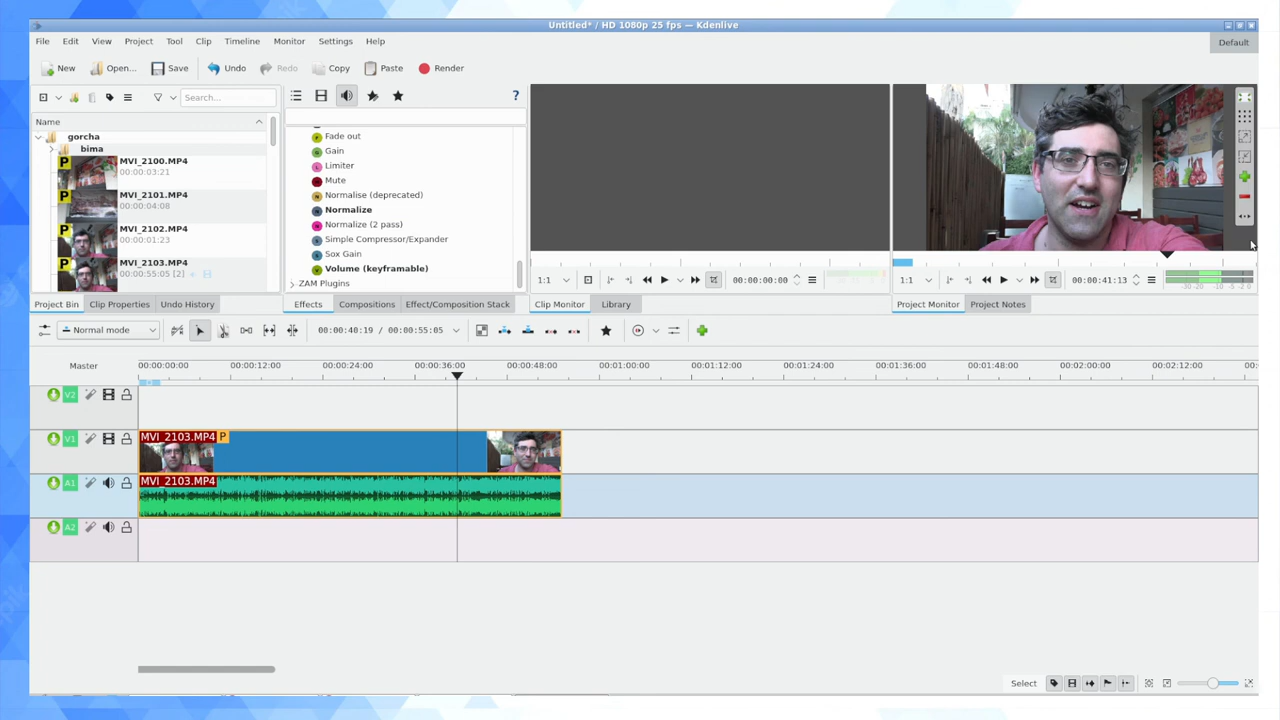 Untitled* / HD 1080p 25 fps — Kdenlive
File Edit View Project Tool Clip Timeline Monitor Settings Help
Default
New Open... Save Undo Redo Copy Paste Render
Search...
Name
gorcha
bima
MVI_2100.MP4
00:00:03:21
MVI_2101.MP4
00:00:04:08
MVI_2102.MP4
00:00:01:23
MVI_2103.MP4
00:00:55:05 [2]
Fade out
Gain
Limiter
Mute
Normalise (deprecated)
Normalize
Normalize (2 pass)
Simple Compressor/Expander
Sox Gain
Volume (keyframable)
ZAM Plugins
1:1 00:00:00:00
1:1 00:00:41:13
-30 -20 -10 -5 -2 0
Project Bin Clip Properties Undo History
Effects Compositions Effect/Composition Stack
Clip Monitor Library
Project Monitor Project Notes
Normal mode 00:00:40:19 / 00:00:55:05
Master 00:00:00:00 00:00:12:00 00:00:24:00 00:00:36:00 00:00:48:00 00:01:00:00 00:01:12:00 00:01:24:00 00:01:36:00 00:01:48:00 00:02:00:00 00:02:12:00
V2
V1 MVI_2103.MP4 P
A1 MVI_2103.MP4
A2
Select